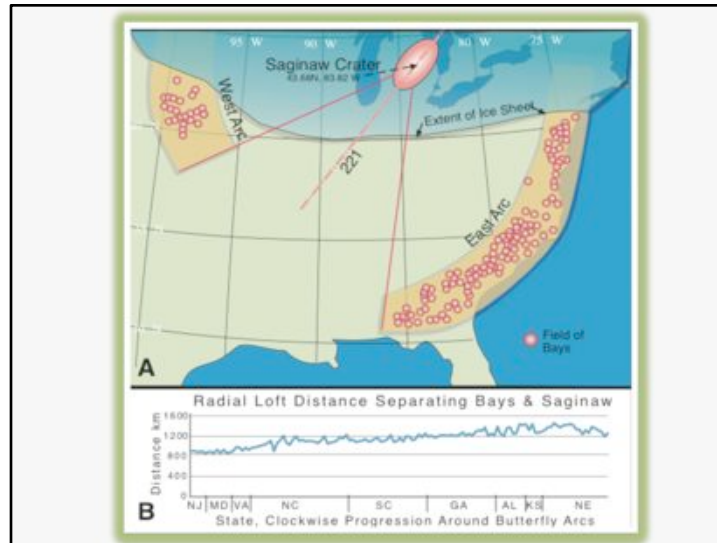 95 W 90 W 80 W 75 W
Saginaw Crater
43.68N, 83.82 W
West Arc
Extent of Ice Sheet
221
East Arc
Field of
Bays
A
Radial Loft Distance Separating Bays & Saginaw
Distance km
1600
1200
800
400
0
NJ MD VA NC SC GA AL KS NE
B State, Clockwise Progression Around Butterfly Arcs